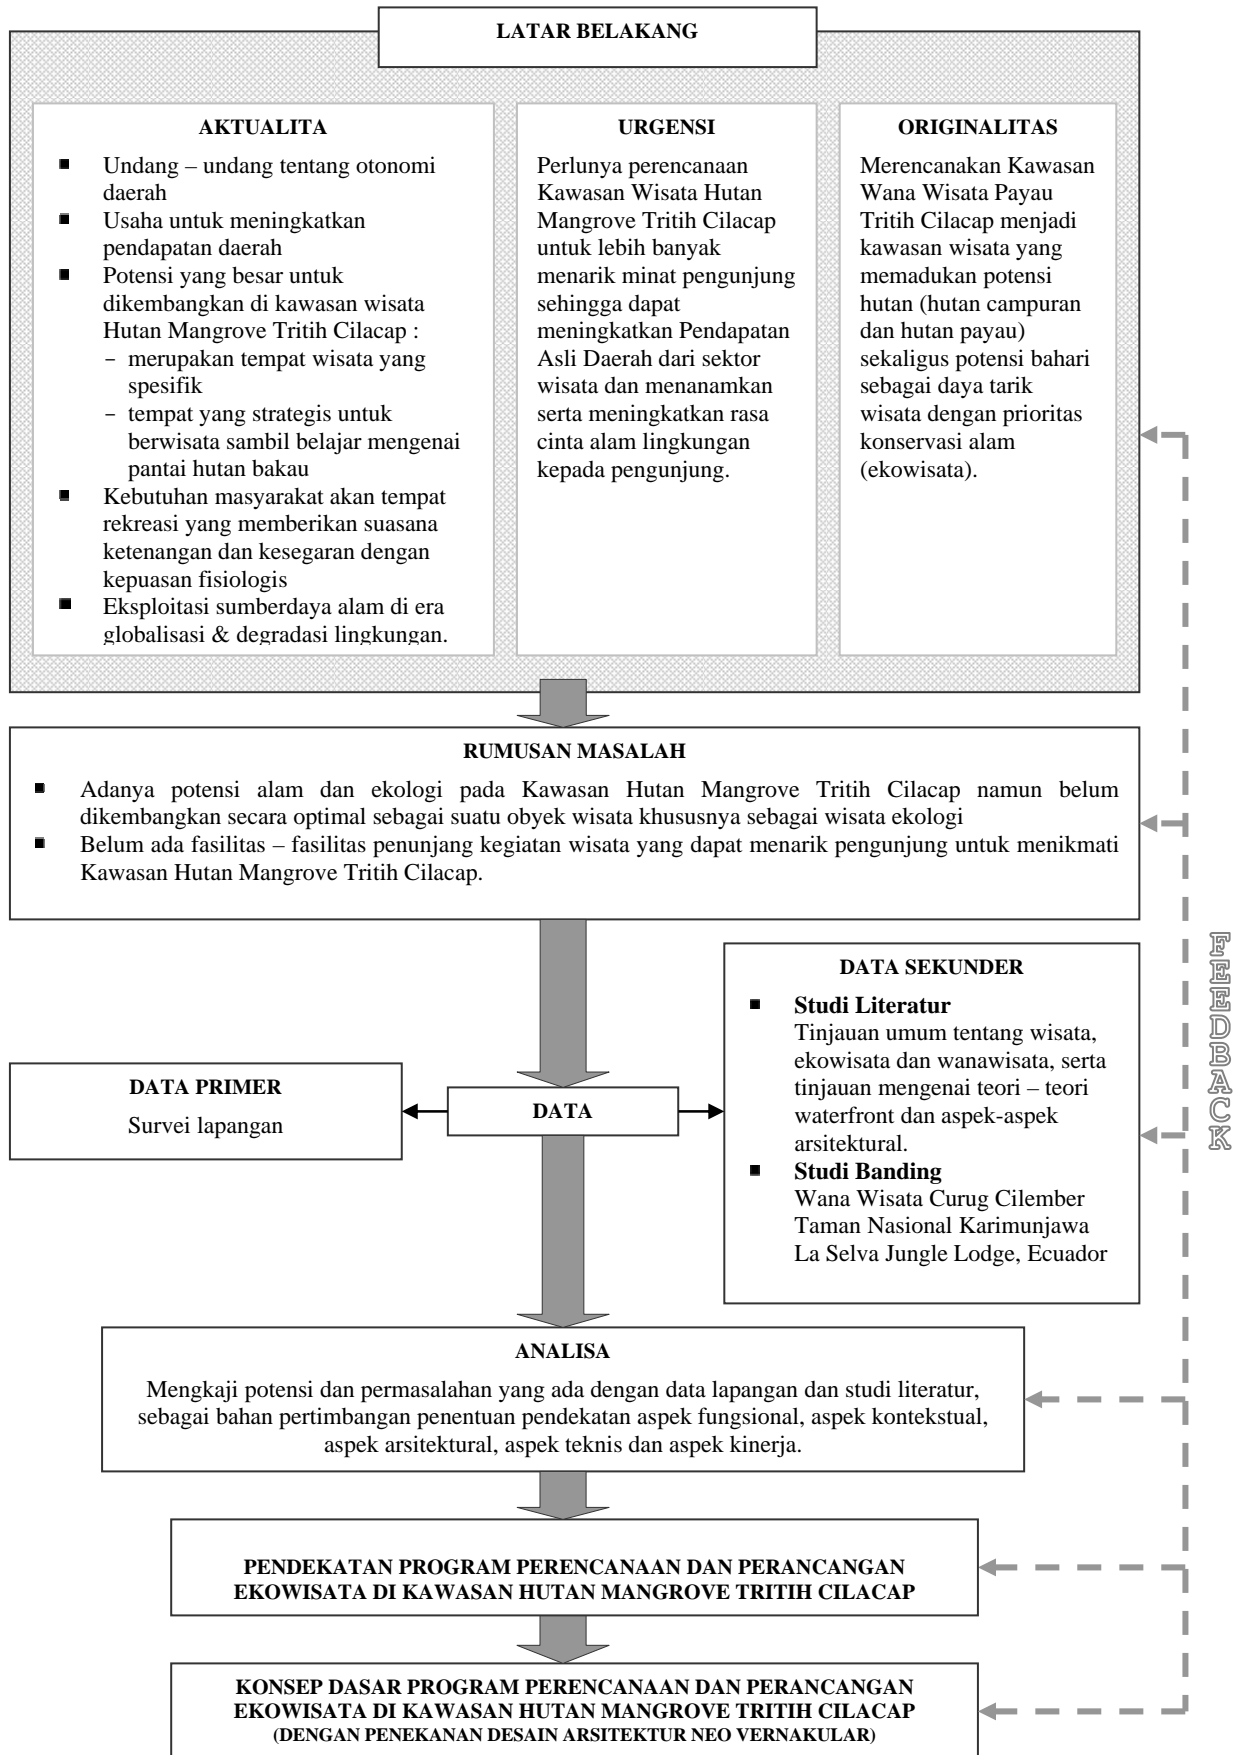 LATAR BELAKANG
AKTUALITA
▪ Undang – undang tentang otonomi
daerah
▪ Usaha untuk meningkatkan
pendapatan daerah
▪ Potensi yang besar untuk
dikembangkan di kawasan wisata
Hutan Mangrove Tritih Cilacap :
- merupakan tempat wisata yang
spesifik
- tempat yang strategis untuk
berwisata sambil belajar mengenai
pantai hutan bakau
▪ Kebutuhan masyarakat akan tempat
rekreasi yang memberikan suasana
ketenangan dan kesegaran dengan
kepuasan fisiologis
▪ Eksploitasi sumberdaya alam di era
globalisasi & degradasi lingkungan.
URGENSI
Perlunya perencanaan
Kawasan Wisata Hutan
Mangrove Tritih Cilacap
untuk lebih banyak
menarik minat pengunjung
sehingga dapat
meningkatkan Pendapatan
Asli Daerah dari sektor
wisata dan menanamkan
serta meningkatkan rasa
cinta alam lingkungan
kepada pengunjung.
ORIGINALITAS
Merencanakan Kawasan
Wana Wisata Payau
Tritih Cilacap menjadi
kawasan wisata yang
memadukan potensi
hutan (hutan campuran
dan hutan payau)
sekaligus potensi bahari
sebagai daya tarik
wisata dengan prioritas
konservasi alam
(ekowisata).
RUMUSAN MASALAH
▪ Adanya potensi alam dan ekologi pada Kawasan Hutan Mangrove Tritih Cilacap namun belum
dikembangkan secara optimal sebagai suatu obyek wisata khususnya sebagai wisata ekologi
▪ Belum ada fasilitas – fasilitas penunjang kegiatan wisata yang dapat menarik pengunjung untuk menikmati
Kawasan Hutan Mangrove Tritih Cilacap.
DATA PRIMER
Survei lapangan
DATA
DATA SEKUNDER
▪ Studi Literatur
Tinjauan umum tentang wisata,
ekowisata dan wanawisata, serta
tinjauan mengenai teori – teori
waterfront dan aspek-aspek
arsitektural.
▪ Studi Banding
Wana Wisata Curug Cilember
Taman Nasional Karimunjawa
La Selva Jungle Lodge, Ecuador
FEEDBACK
ANALISA
Mengkaji potensi dan permasalahan yang ada dengan data lapangan dan studi literatur,
sebagai bahan pertimbangan penentuan pendekatan aspek fungsional, aspek kontekstual,
aspek arsitektural, aspek teknis dan aspek kinerja.
PENDEKATAN PROGRAM PERENCANAAN DAN PERANCANGAN
EKOWISATA DI KAWASAN HUTAN MANGROVE TRITIH CILACAP
KONSEP DASAR PROGRAM PERENCANAAN DAN PERANCANGAN
EKOWISATA DI KAWASAN HUTAN MANGROVE TRITIH CILACAP
(DENGAN PENEKANAN DESAIN ARSITEKTUR NEO VERNAKULAR)